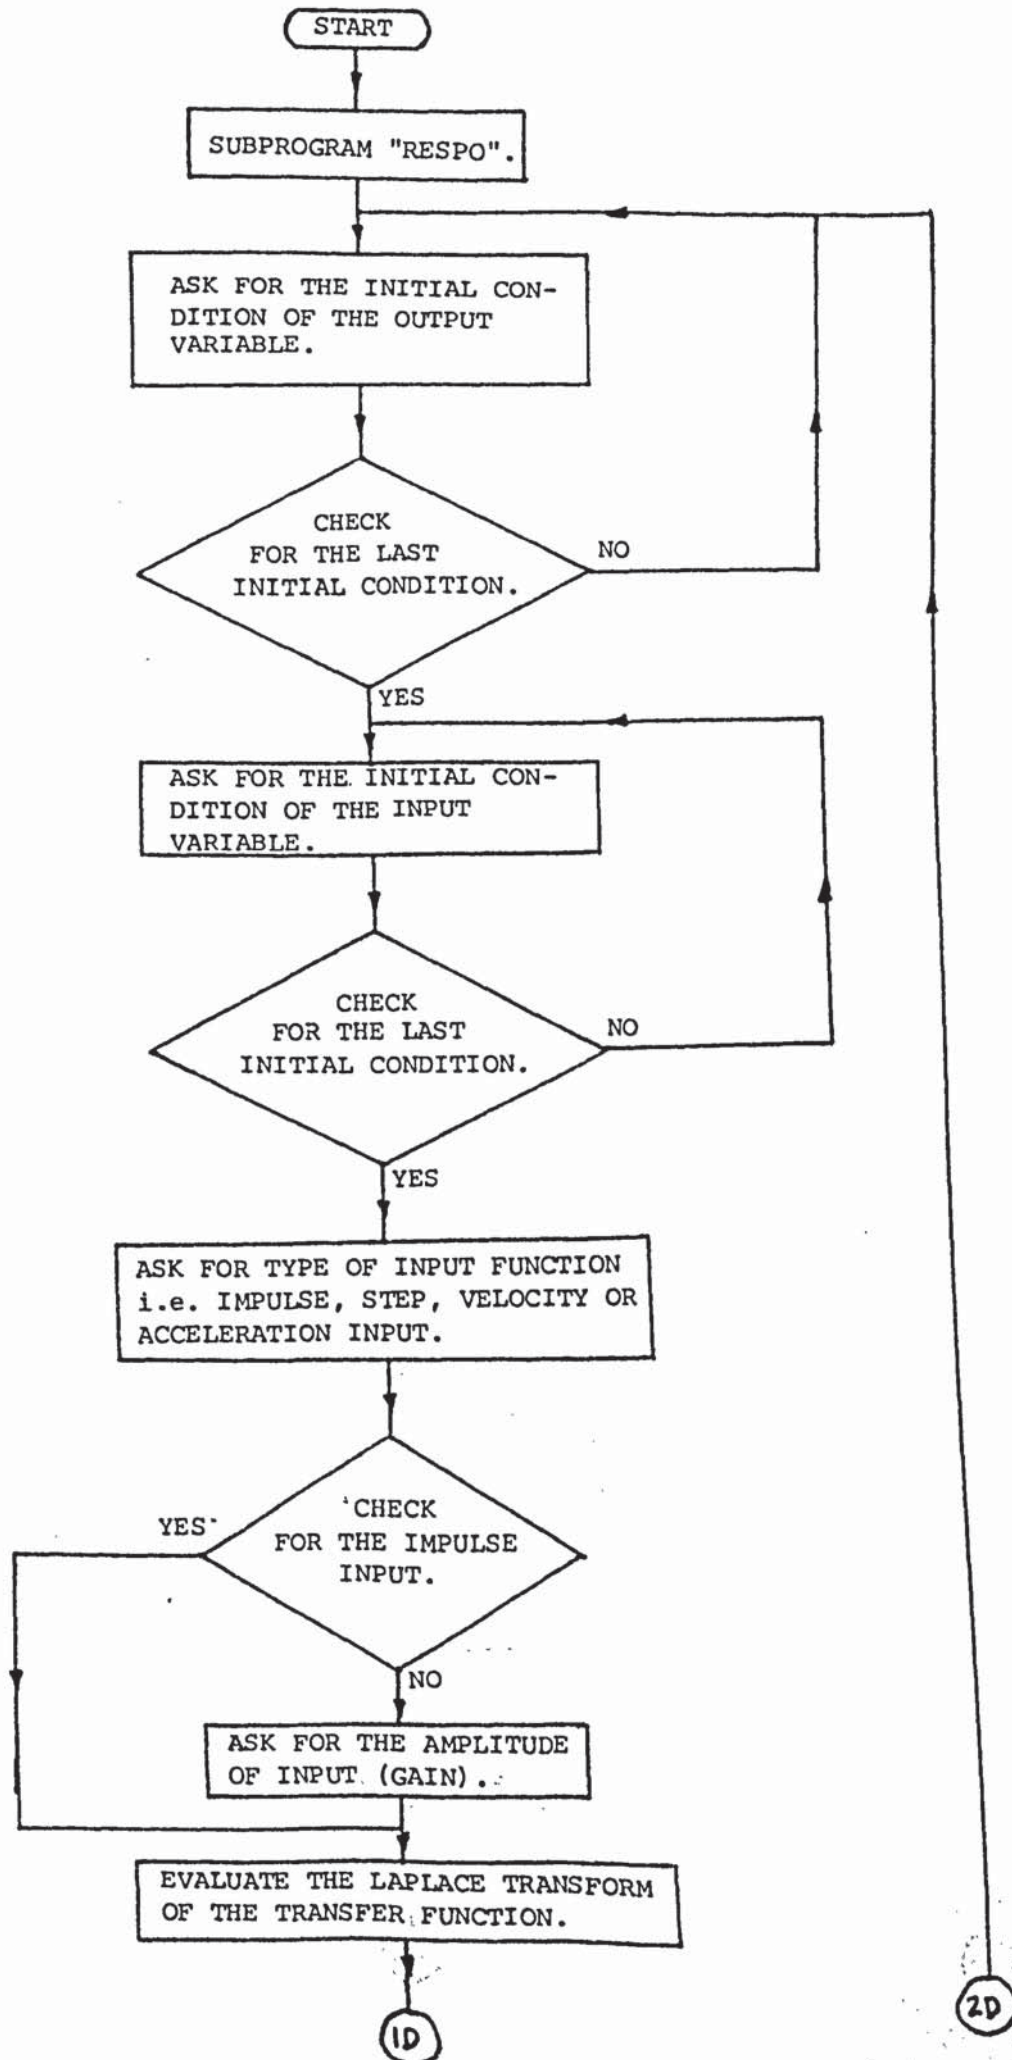 START
SUBPROGRAM "RESPO".
ASK FOR THE INITIAL CON-
DITION OF THE OUTPUT
VARIABLE.
CHECK
FOR THE LAST
INITIAL CONDITION.
NO
YES
ASK FOR THE INITIAL CON-
DITION OF THE INPUT
VARIABLE.
CHECK
FOR THE LAST
INITIAL CONDITION.
NO
YES
ASK FOR TYPE OF INPUT FUNCTION
i.e. IMPULSE, STEP, VELOCITY OR
ACCELERATION INPUT.
CHECK
FOR THE IMPULSE
INPUT.
YES
NO
ASK FOR THE AMPLITUDE
OF INPUT (GAIN).
EVALUATE THE LAPLACE TRANSFORM
OF THE TRANSFER FUNCTION.
1D
2D